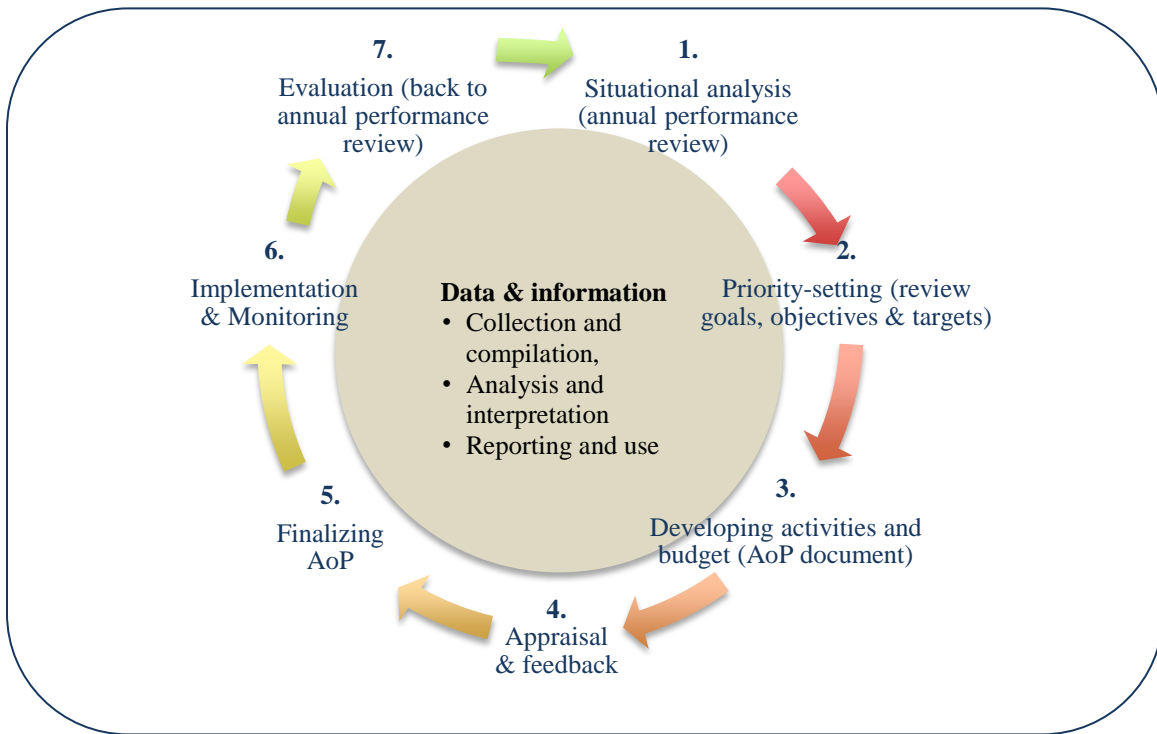 1.
Situational analysis
(annual performance
review)
2.
Priority-setting (review
goals, objectives & targets)
3.
Developing activities and
budget (AoP document)
4.
Appraisal
& feedback
5.
Finalizing
AoP
6.
Implementation
& Monitoring
7.
Evaluation (back to
annual performance
review)
Data & information
• Collection and
compilation,
• Analysis and
interpretation
• Reporting and use